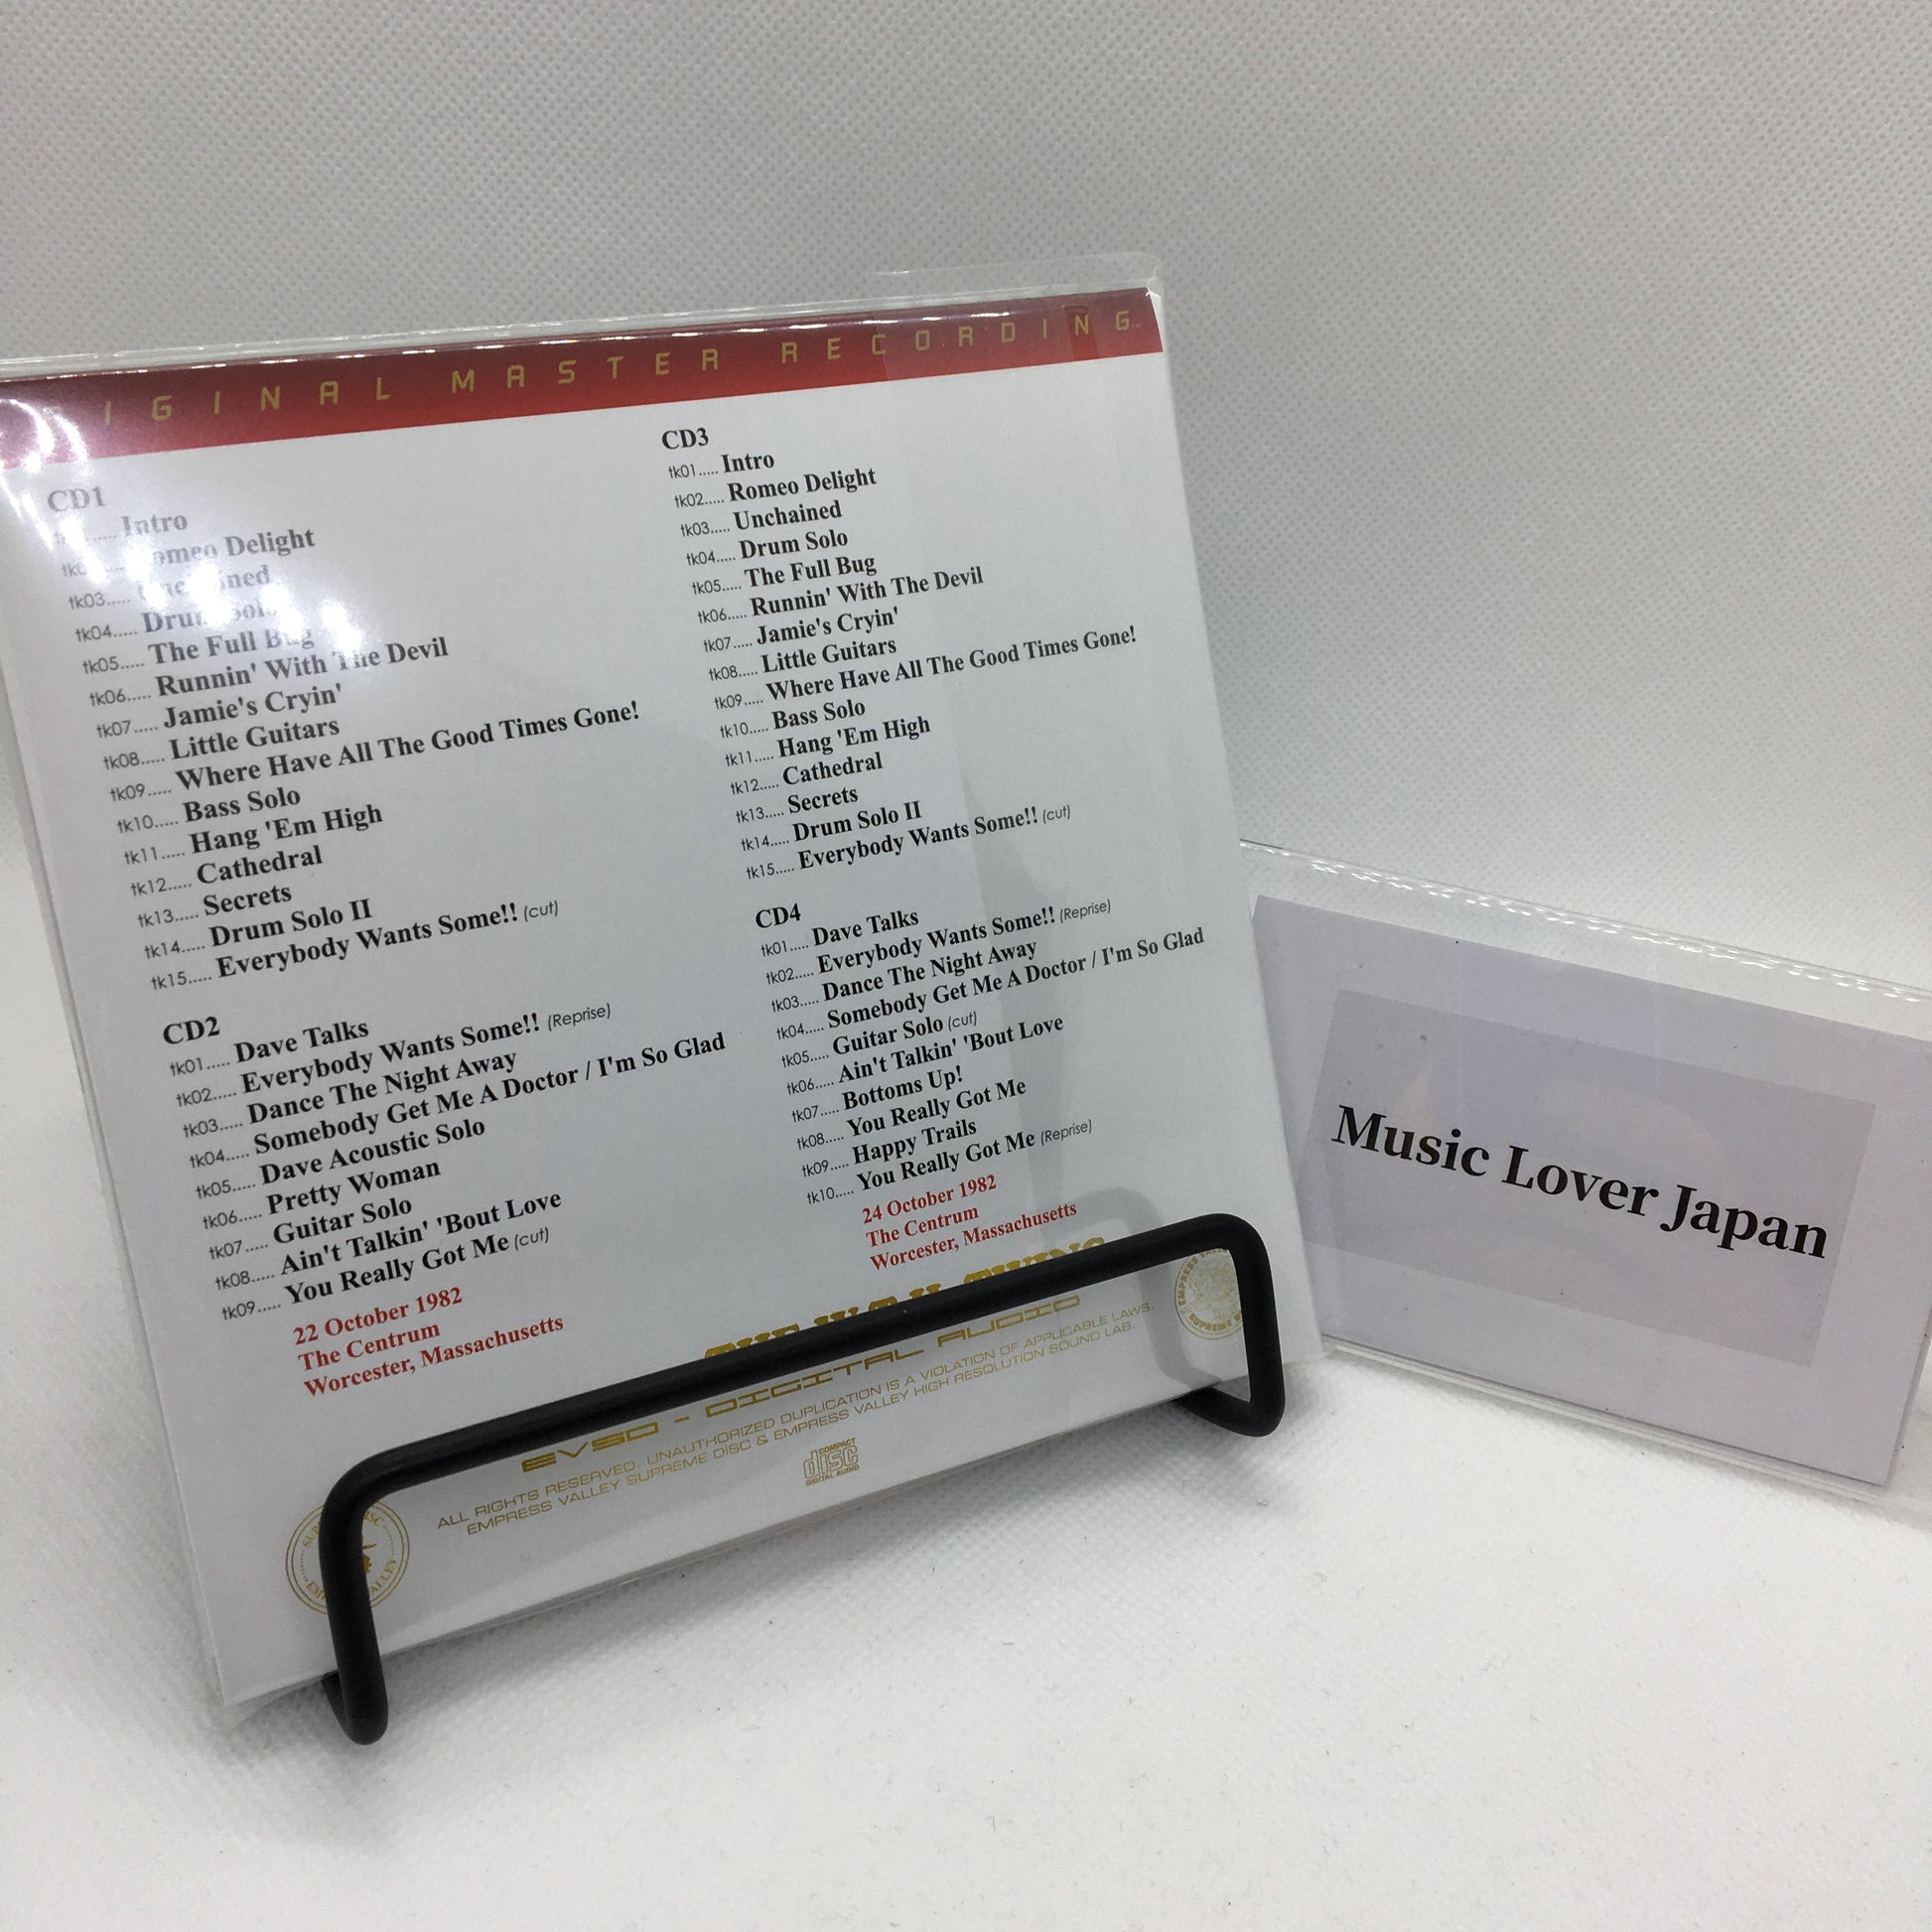 IGINAL MASTER RECORDING
CD1
Intro
Delight
tk03.....
tk04..... Drum Solo
tk05..... The Full Bug
tk06..... Runnin' With The Devil
tk07..... Jamie's Cryin'
tk08..... Little Guitars
tk09..... Where Have All The Good Times Gone!
tk10..... Bass Solo
tk11..... Hang 'Em High
tk12..... Cathedral
tk13..... Secrets
tk14..... Drum Solo II
tk15..... Everybody Wants Some!! (cut)
CD2
tk01..... Dave Talks
tk02..... Everybody Wants Some!! (Reprise)
tk03..... Dance The Night Away
tk04..... Somebody Get Me A Doctor / I'm So Glad
tk05..... Dave Acoustic Solo
tk06..... Pretty Woman
tk07..... Guitar Solo
tk08..... Ain't Talkin' 'Bout Love
tk09..... You Really Got Me (cut)
22 October 1982
The Centrum
Worcester, Massachusetts
CD3
tk01..... Intro
tk02..... Romeo Delight
tk03..... Unchained
tk04..... Drum Solo
tk05..... The Full Bug
tk06..... Runnin' With The Devil
tk07..... Jamie's Cryin'
tk08..... Little Guitars
tk09..... Where Have All The Good Times Gone!
tk10..... Bass Solo
tk11..... Hang 'Em High
tk12..... Cathedral
tk13..... Secrets
tk14..... Drum Solo II
tk15..... Everybody Wants Some!! (cut)
CD4
tk01..... Dave Talks
tk02..... Everybody Wants Some!! (Reprise)
tk03..... Dance The Night Away
tk04..... Somebody Get Me A Doctor / I'm So Glad
tk05..... Guitar Solo (cut)
tk06..... Ain't Talkin' 'Bout Love
tk07..... Bottoms Up!
tk08..... You Really Got Me
tk09..... Happy Trails
tk10..... You Really Got Me (Reprise)
24 October 1982
The Centrum
Worcester, Massachusetts
EVSD - DIGITAL AUDIO
ALL RIGHTS RESERVED. UNAUTHORIZED DUPLICATION IS A VIOLATION OF APPLICABLE LAWS.
EMPRESS VALLEY SUPREME DISC & EMPRESS VALLEY HIGH RESOLUTION SOUND LAB.
COMPACT
disc
DIGITAL AUDIO
Music Lover Japan